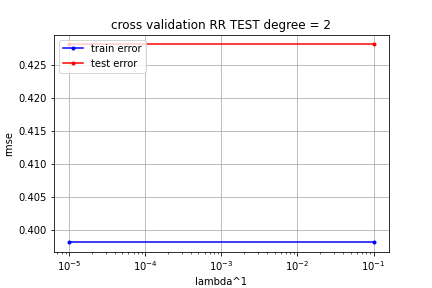 cross validation RR TEST degree = 2
train error
test error
0.425
0.420
0.415
0.410
0.405
0.400
rmse
10⁻⁵ 10⁻⁴ 10⁻³ 10⁻² 10⁻¹
lambda^1